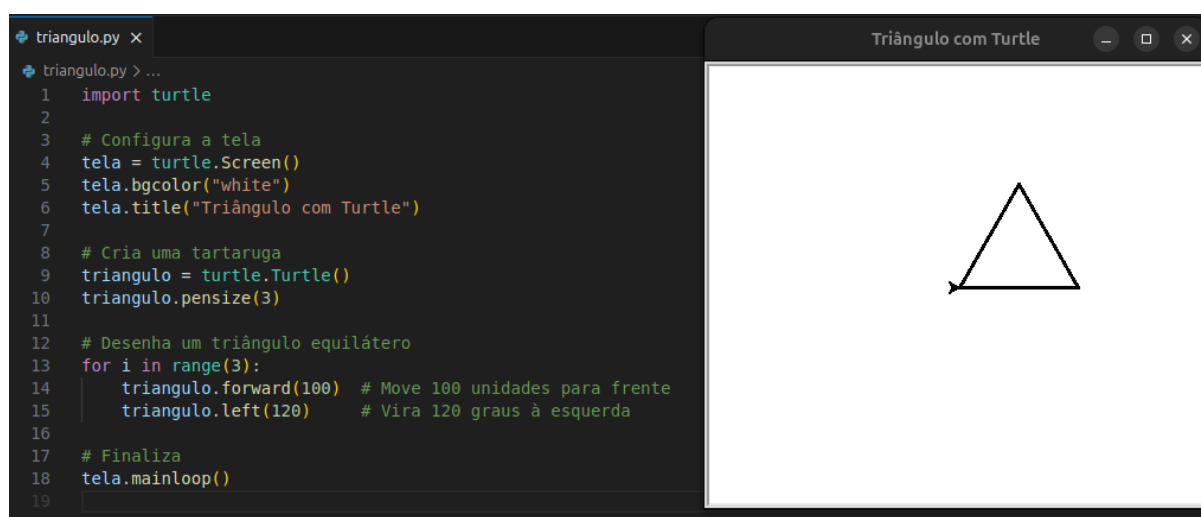 triangulo.py
triangulo.py > ...
1 import turtle
2
3 # Configura a tela
4 tela = turtle.Screen()
5 tela.bgcolor("white")
6 tela.title("Triângulo com Turtle")
7
8 # Cria uma tartaruga
9 triangulo = turtle.Turtle()
10 triangulo.pensize(3)
11
12 # Desenha um triângulo equilátero
13 for i in range(3):
14     triangulo.forward(100)  # Move 100 unidades para frente
15     triangulo.left(120)     # Vira 120 graus à esquerda
16
17 # Finaliza
18 tela.mainloop()
19
Triângulo com Turtle